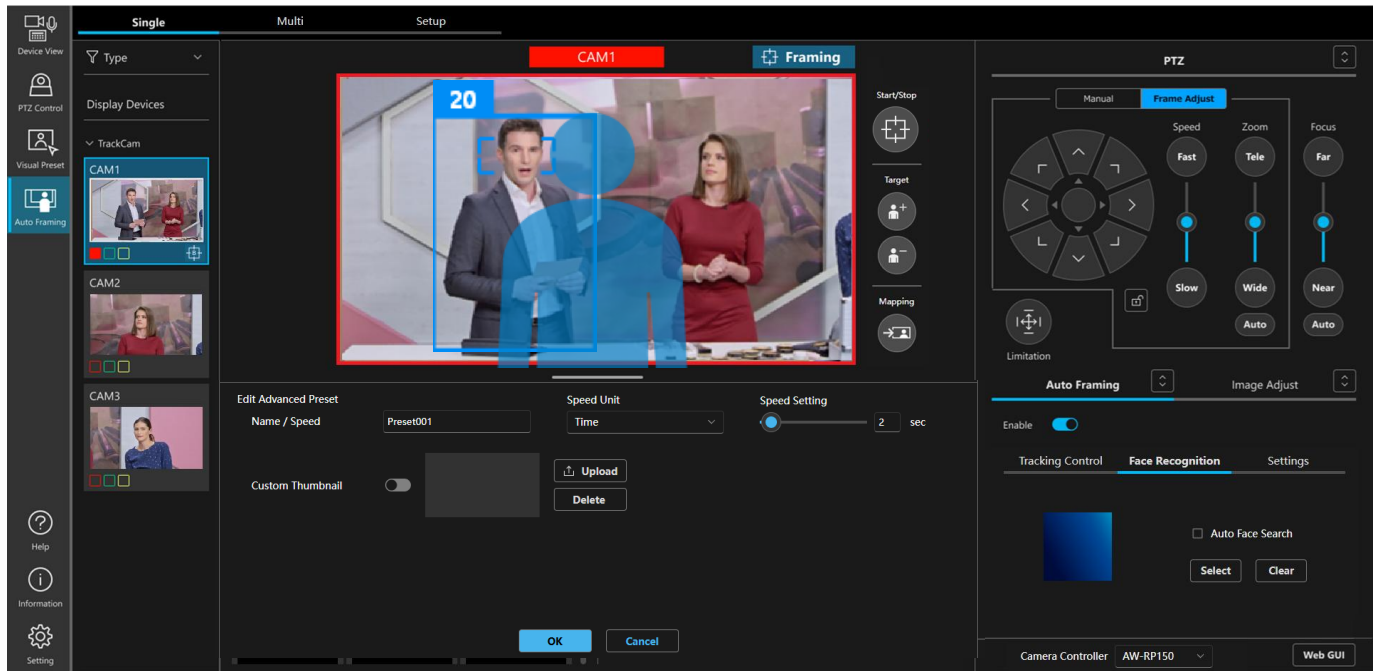 Single
Multi
Setup
Device View
PTZ Control
Visual Preset
Auto Framing
Help
Information
Setting
Type
Display Devices
TrackCam
CAM1
CAM2
CAM3
CAM1
Framing
20
Start/Stop
Target
Mapping
Edit Advanced Preset
Name / Speed
Preset001
Speed Unit
Time
Speed Setting
2 sec
Custom Thumbnail
Upload
Delete
OK
Cancel
PTZ
Manual
Frame Adjust
Speed
Zoom
Focus
Fast
Tele
Far
Slow
Wide
Near
Auto
Auto
Limitation
Auto Framing
Image Adjust
Enable
Tracking Control
Face Recognition
Settings
Auto Face Search
Select
Clear
Camera Controller
AW-RP150
Web GUI